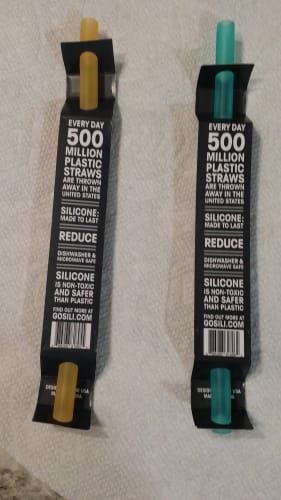 EVERY DAY
500
MILLION
PLASTIC
STRAWS
ARE THROWN
AWAY IN THE
UNITED STATES
SILICONE:
MADE TO LAST
REDUCE
DISHWASHER &
MICROWAVE SAFE
SILICONE
IS NON-TOXIC
AND SAFER
THAN PLASTIC
FIND OUT MORE AT
GOSILI.COM
USA
EVERY DAY
500
MILLION
PLASTIC
STRAWS
ARE THROWN
AWAY IN THE
UNITED STATES
SILICONE:
MADE TO LAST
REDUCE
DISHWASHER &
MICROWAVE SAFE
SILICONE
IS NON-TOXIC
AND SAFER
THAN PLASTIC
FIND OUT MORE AT
GOSILI.COM
USA